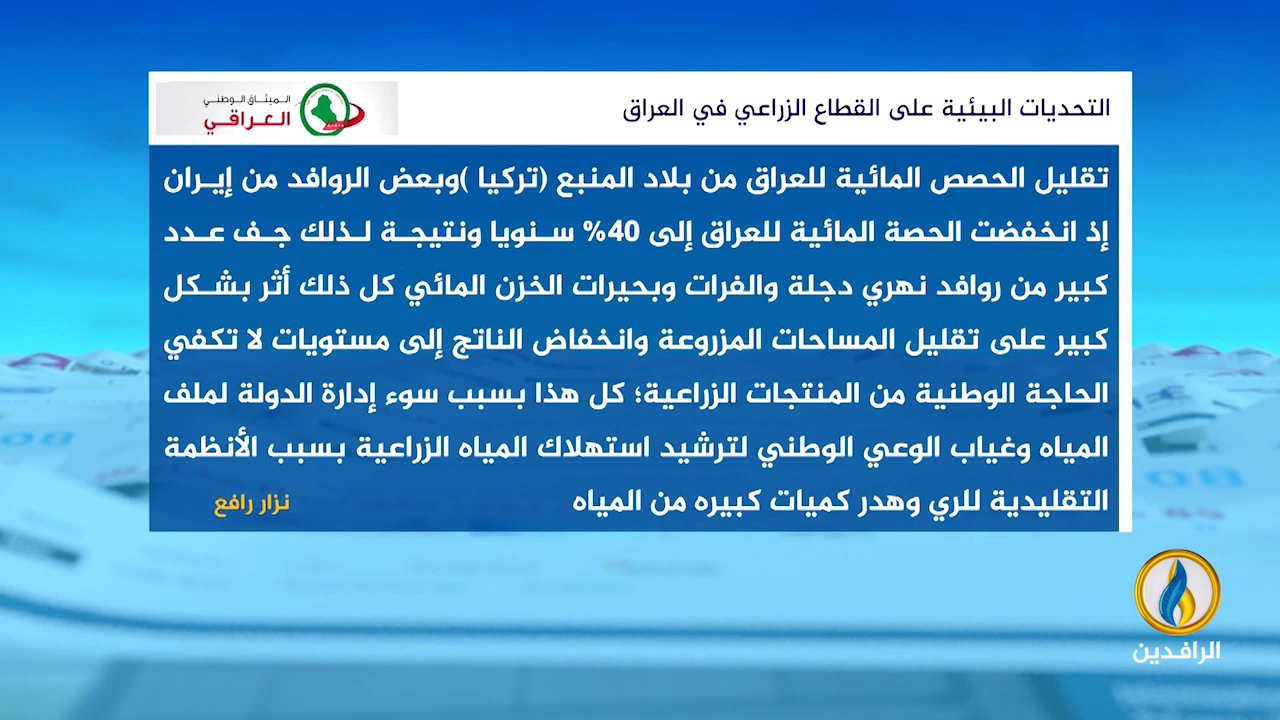 الميثاق الوطني
العراقي
التحديات البيئية على القطاع الزراعي في العراق
تقليل الحصص المائية للعراق من بلاد المنبع (تركيا )وبعض الروافد من إيران
إذ انخفضت الحصة المائية للعراق إلى 40% سنويا ونتيجة لذلك جف عدد
كبير من روافد نهري دجلة والفرات وبحيرات الخزن المائي كل ذلك أثر بشكل
كبير على تقليل المساحات المزروعة وانخفاض الناتج إلى مستويات لا تكفي
الحاجة الوطنية من المنتجات الزراعية؛ كل هذا بسبب سوء إدارة الدولة لملف
المياه وغياب الوعي الوطني لترشيد استهلاك المياه الزراعية بسبب الأنظمة
التقليدية للري وهدر كميات كبيره من المياه
نزار رافع
الرافدين